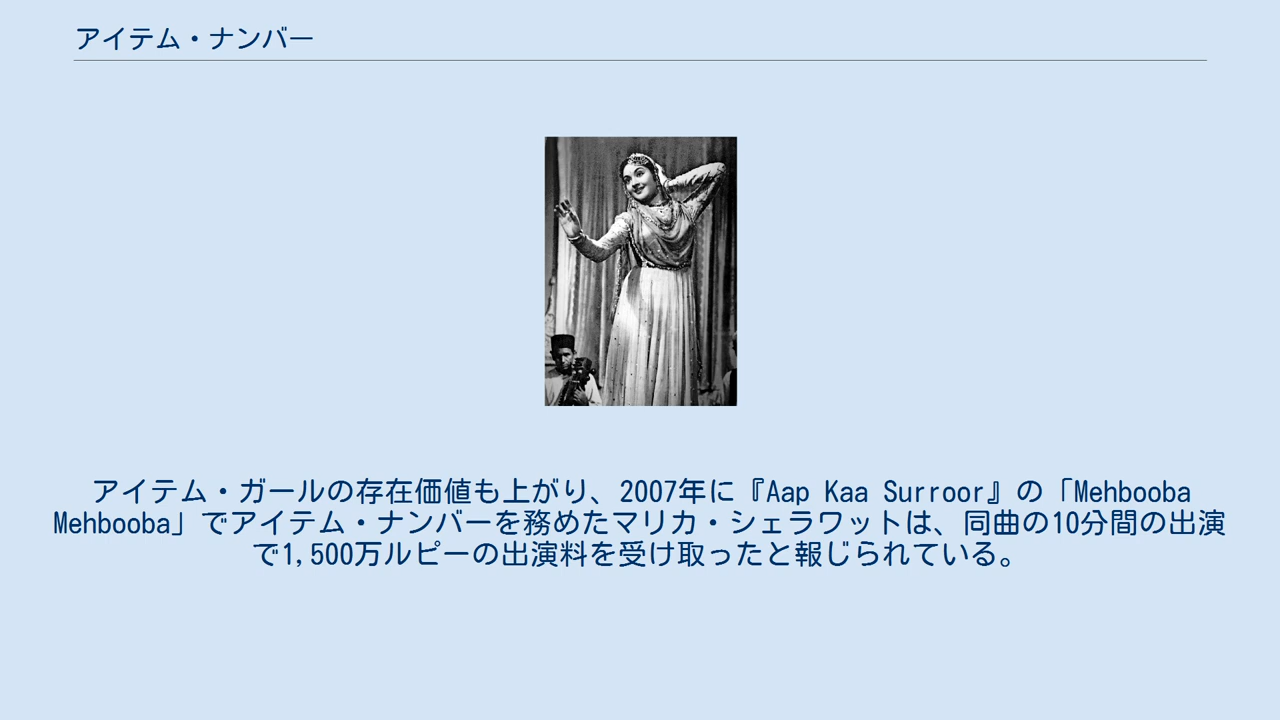 アイテム・ナンバー
アイテム・ガールの存在価値も上がり、2007年に『Aap Kaa Surroor』の「Mehbooba
Mehbooba」でアイテム・ナンバーを務めたマリカ・シェラワットは、同曲の10分間の出演
で1,500万ルピーの出演料を受け取ったと報じられている。